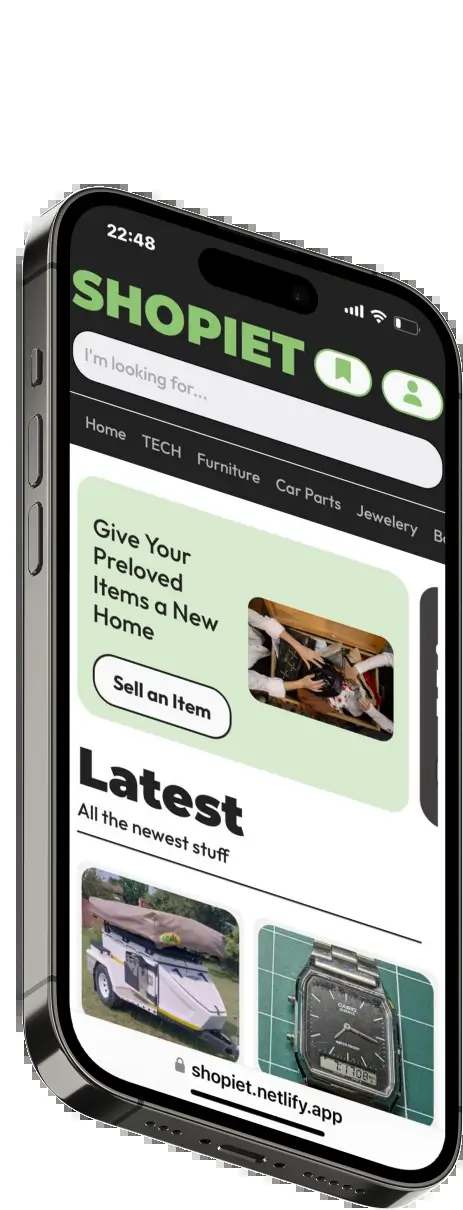 22:48
SHOPIET
I'm looking for...
Home TECH Furniture Car Parts Jewelery
Give Your
Preloved
Items a New
Home
Sell an Item
Latest
All the newest stuff
CASIO
shopiet.netlify.app